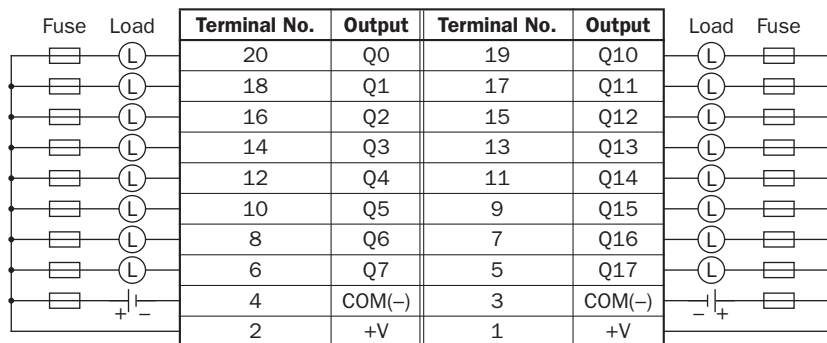 Fuse Load Terminal No. Output Terminal No. Output Load Fuse
L 20 Q0 19 Q10 L
L 18 Q1 17 Q11 L
L 16 Q2 15 Q12 L
L 14 Q3 13 Q13 L
L 12 Q4 11 Q14 L
L 10 Q5 9 Q15 L
L 8 Q6 7 Q16 L
L 6 Q7 5 Q17 L
+ − 4 COM(–) 3 COM(–) − +
2 +V 1 +V